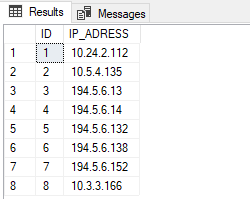 Results Messages
ID IP_ADRESS
1 1 10.24.2.112
2 2 10.5.4.135
3 3 194.5.6.13
4 4 194.5.6.14
5 5 194.5.6.132
6 6 194.5.6.138
7 7 194.5.6.152
8 8 10.3.3.166